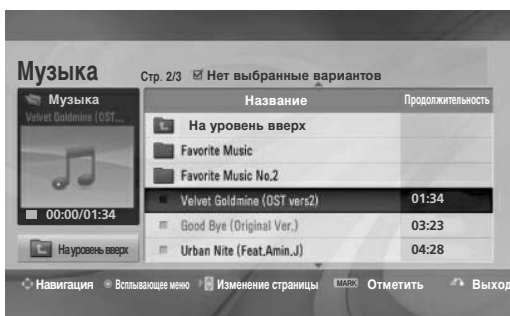 Музыка
Стр. 2/3 Нет выбранные вариантов
Музыка
Velvet Goldmine (OST...
00:00/01:34
На уровень вверх
Название Продолжительность
На уровень вверх
Favorite Music
Favorite Music No.2
Velvet Goldmine (OST vers2) 01:34
Good Bye (Original Ver.) 03:23
Urban Nite (Feat.Amin.J) 04:28
Навигация Всплывающее меню Изменение страницы MARK Отметить Выход